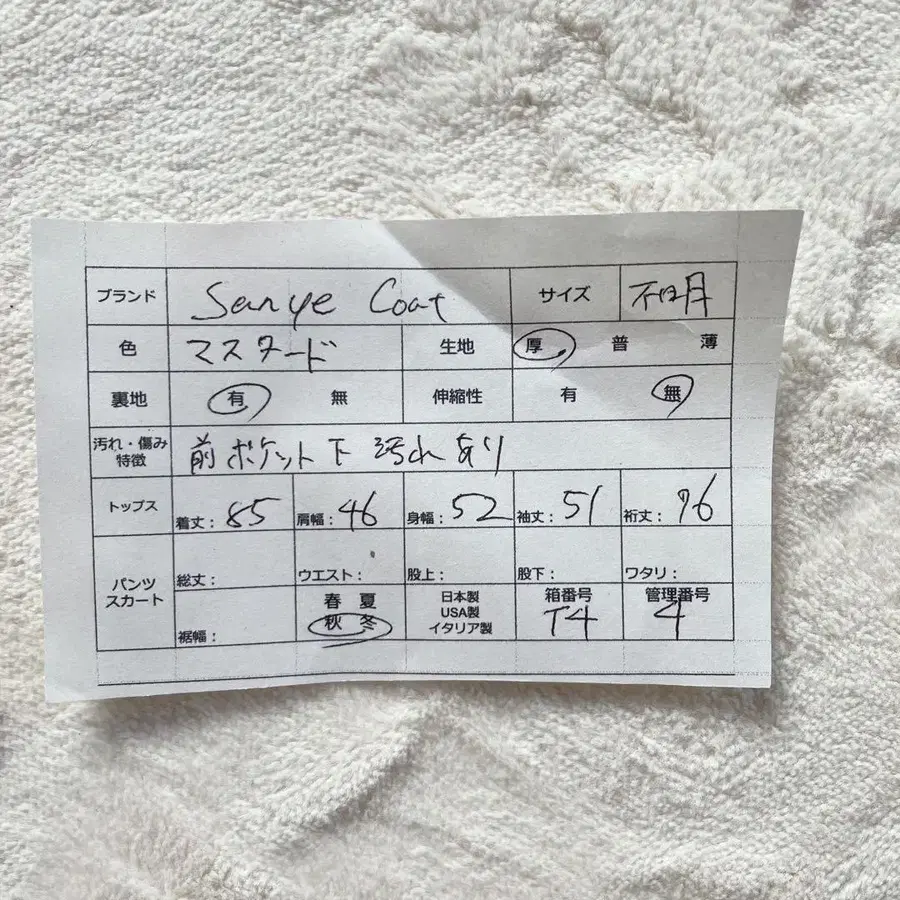 ブランド Sanye Coat サイズ 不明
色 マスタード 生地 厚 普 薄
裏地 有 無 伸縮性 有 無
汚れ・傷み
特徴 前ポケット下 汚れあり
トップス 着丈：85 肩幅：46 身幅：52 袖丈：51 裄丈：76
パンツ
スカート
総丈： ウエスト： 股上： 股下： ワタリ：
裾幅：
春 夏
秋 冬
日本製
USA製
イタリア製
箱番号
T4
管理番号
4